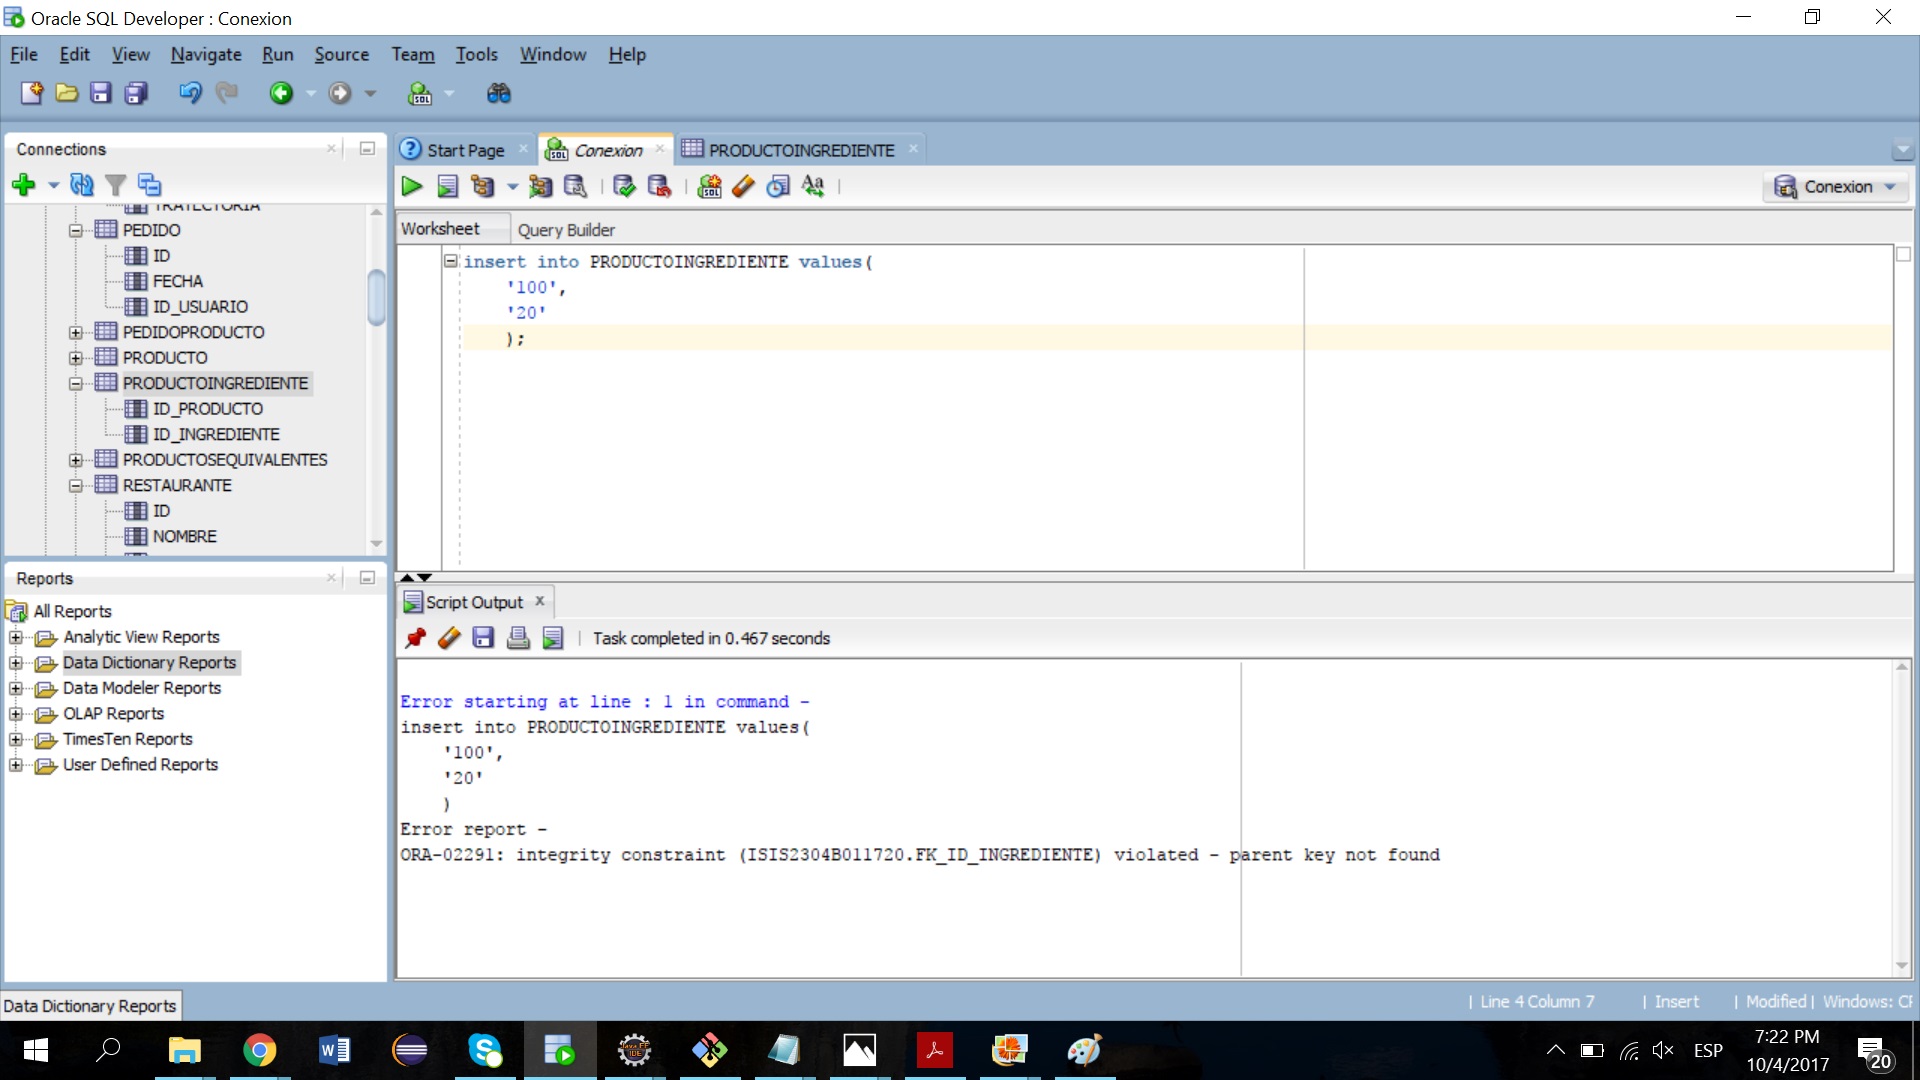 Oracle SQL Developer : Conexion
File Edit View Navigate Run Source Team Tools Window Help
Connections
Start Page
Conexion
PRODUCTOINGREDIENTE
Conexion
TRAYECTORIA
PEDIDO
ID
FECHA
ID_USUARIO
PEDIDOPRODUCTO
PRODUCTO
PRODUCTOINGREDIENTE
ID_PRODUCTO
ID_INGREDIENTE
PRODUCTOSEQUIVALENTES
RESTAURANTE
ID
NOMBRE
Worksheet Query Builder
insert into PRODUCTOINGREDIENTE values(
'100',
'20'
);
Reports
All Reports
Analytic View Reports
Data Dictionary Reports
Data Modeler Reports
OLAP Reports
TimesTen Reports
User Defined Reports
Script Output
Task completed in 0.467 seconds
Error starting at line : 1 in command -
insert into PRODUCTOINGREDIENTE values(
'100',
'20'
)
Error report -
ORA-02291: integrity constraint (ISIS2304B011720.FK_ID_INGREDIENTE) violated - parent key not found
Data Dictionary Reports
Line 4 Column 7 | Insert | Modified | Windows: CF
ESP
7:22 PM
10/4/2017
20